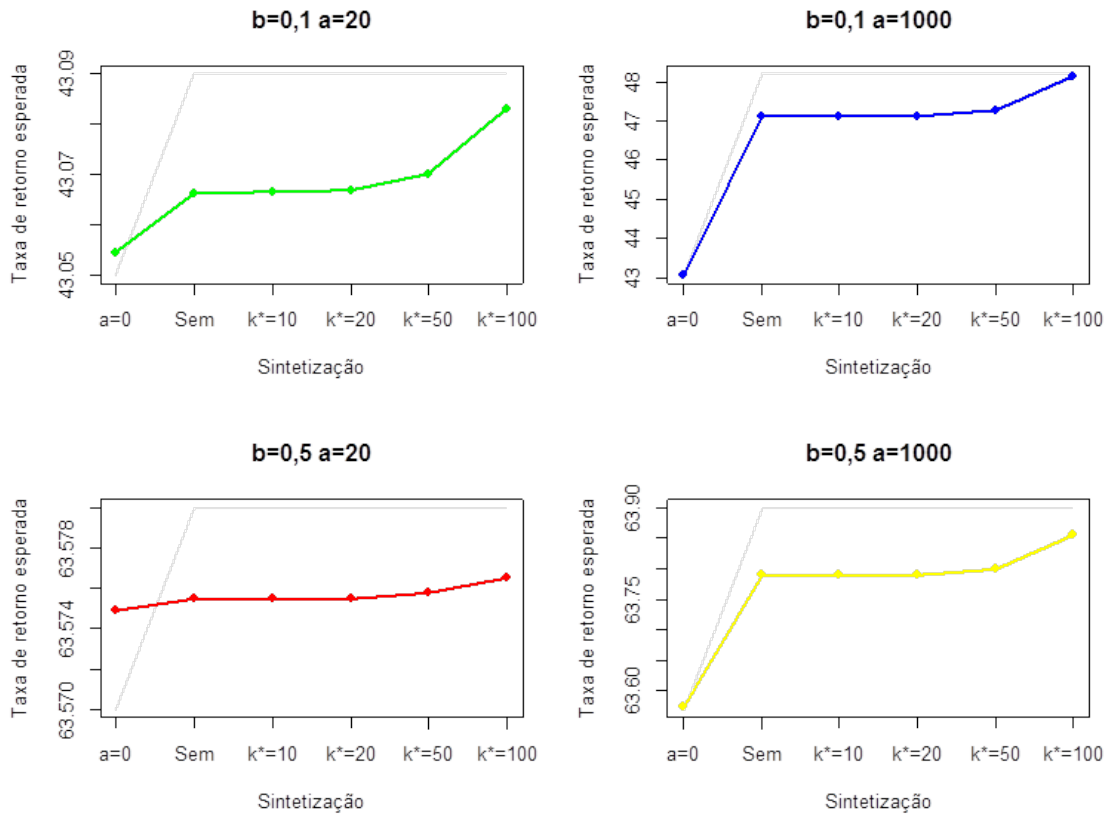 b=0,1 a=20
Taxa de retorno esperada
43.09
43.07
43.05
a=0 Sem k*=10 k*=20 k*=50 k*=100
Sintetização
b=0,1 a=1000
Taxa de retorno esperada
48
47
46
45
44
43
a=0 Sem k*=10 k*=20 k*=50 k*=100
Sintetização
b=0,5 a=20
Taxa de retorno esperada
63.578
63.574
63.570
a=0 Sem k*=10 k*=20 k*=50 k*=100
Sintetização
b=0,5 a=1000
Taxa de retorno esperada
63.90
63.75
63.60
a=0 Sem k*=10 k*=20 k*=50 k*=100
Sintetização